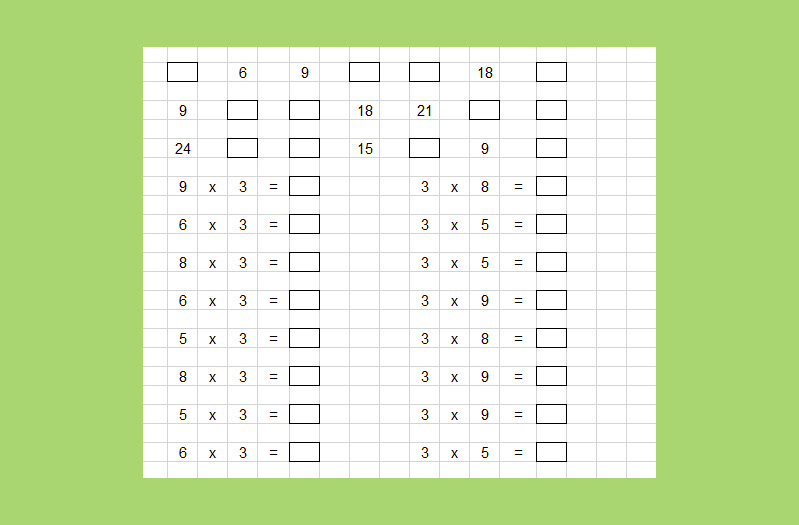 6 9 18
9 18 21
24 15 9
9 x 3 = 3 x 8 =
6 x 3 = 3 x 5 =
8 x 3 = 3 x 5 =
6 x 3 = 3 x 9 =
5 x 3 = 3 x 8 =
8 x 3 = 3 x 9 =
5 x 3 = 3 x 9 =
6 x 3 = 3 x 5 =